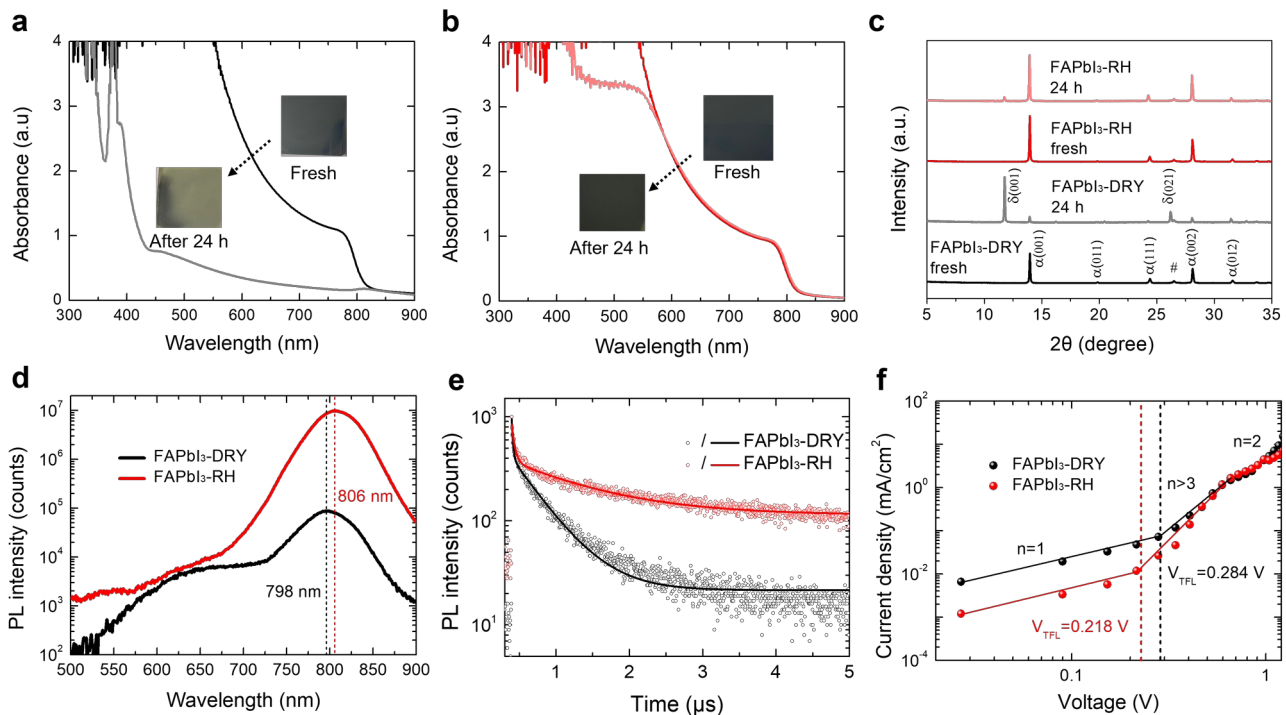 a
4
3
2
1
0
300 400 500 600 700 800 900
Absorbance (a.u)
Wavelength (nm)
Fresh
After 24 h
b
4
3
2
1
0
300 400 500 600 700 800 900
Absorbance (a.u)
Wavelength (nm)
Fresh
After 24 h
c
Intensity (a.u.)
FAPbI₃-RH
24 h
FAPbI₃-RH
fresh
δ(001)
δ(021)
FAPbI₃-DRY
24 h
FAPbI₃-DRY
fresh
α(001)
α(011)
α(111)
#
α(002)
α(012)
5 10 15 20 25 30 35
2θ (degree)
d
10⁷
10⁶
10⁵
10⁴
10³
10²
PL intensity (counts)
FAPbI₃-DRY
FAPbI₃-RH
806 nm
798 nm
500 550 600 650 700 750 800 850 900
Wavelength (nm)
e
10³
10²
10¹
PL intensity (counts)
/ FAPbI₃-DRY
/ FAPbI₃-RH
1 2 3 4 5
Time (µs)
f
10²
10⁰
10⁻²
10⁻⁴
Current density (mA/cm²)
FAPbI₃-DRY
FAPbI₃-RH
n=2
n>3
n=1
V_TFL=0.284 V
V_TFL=0.218 V
0.1 1
Voltage (V)